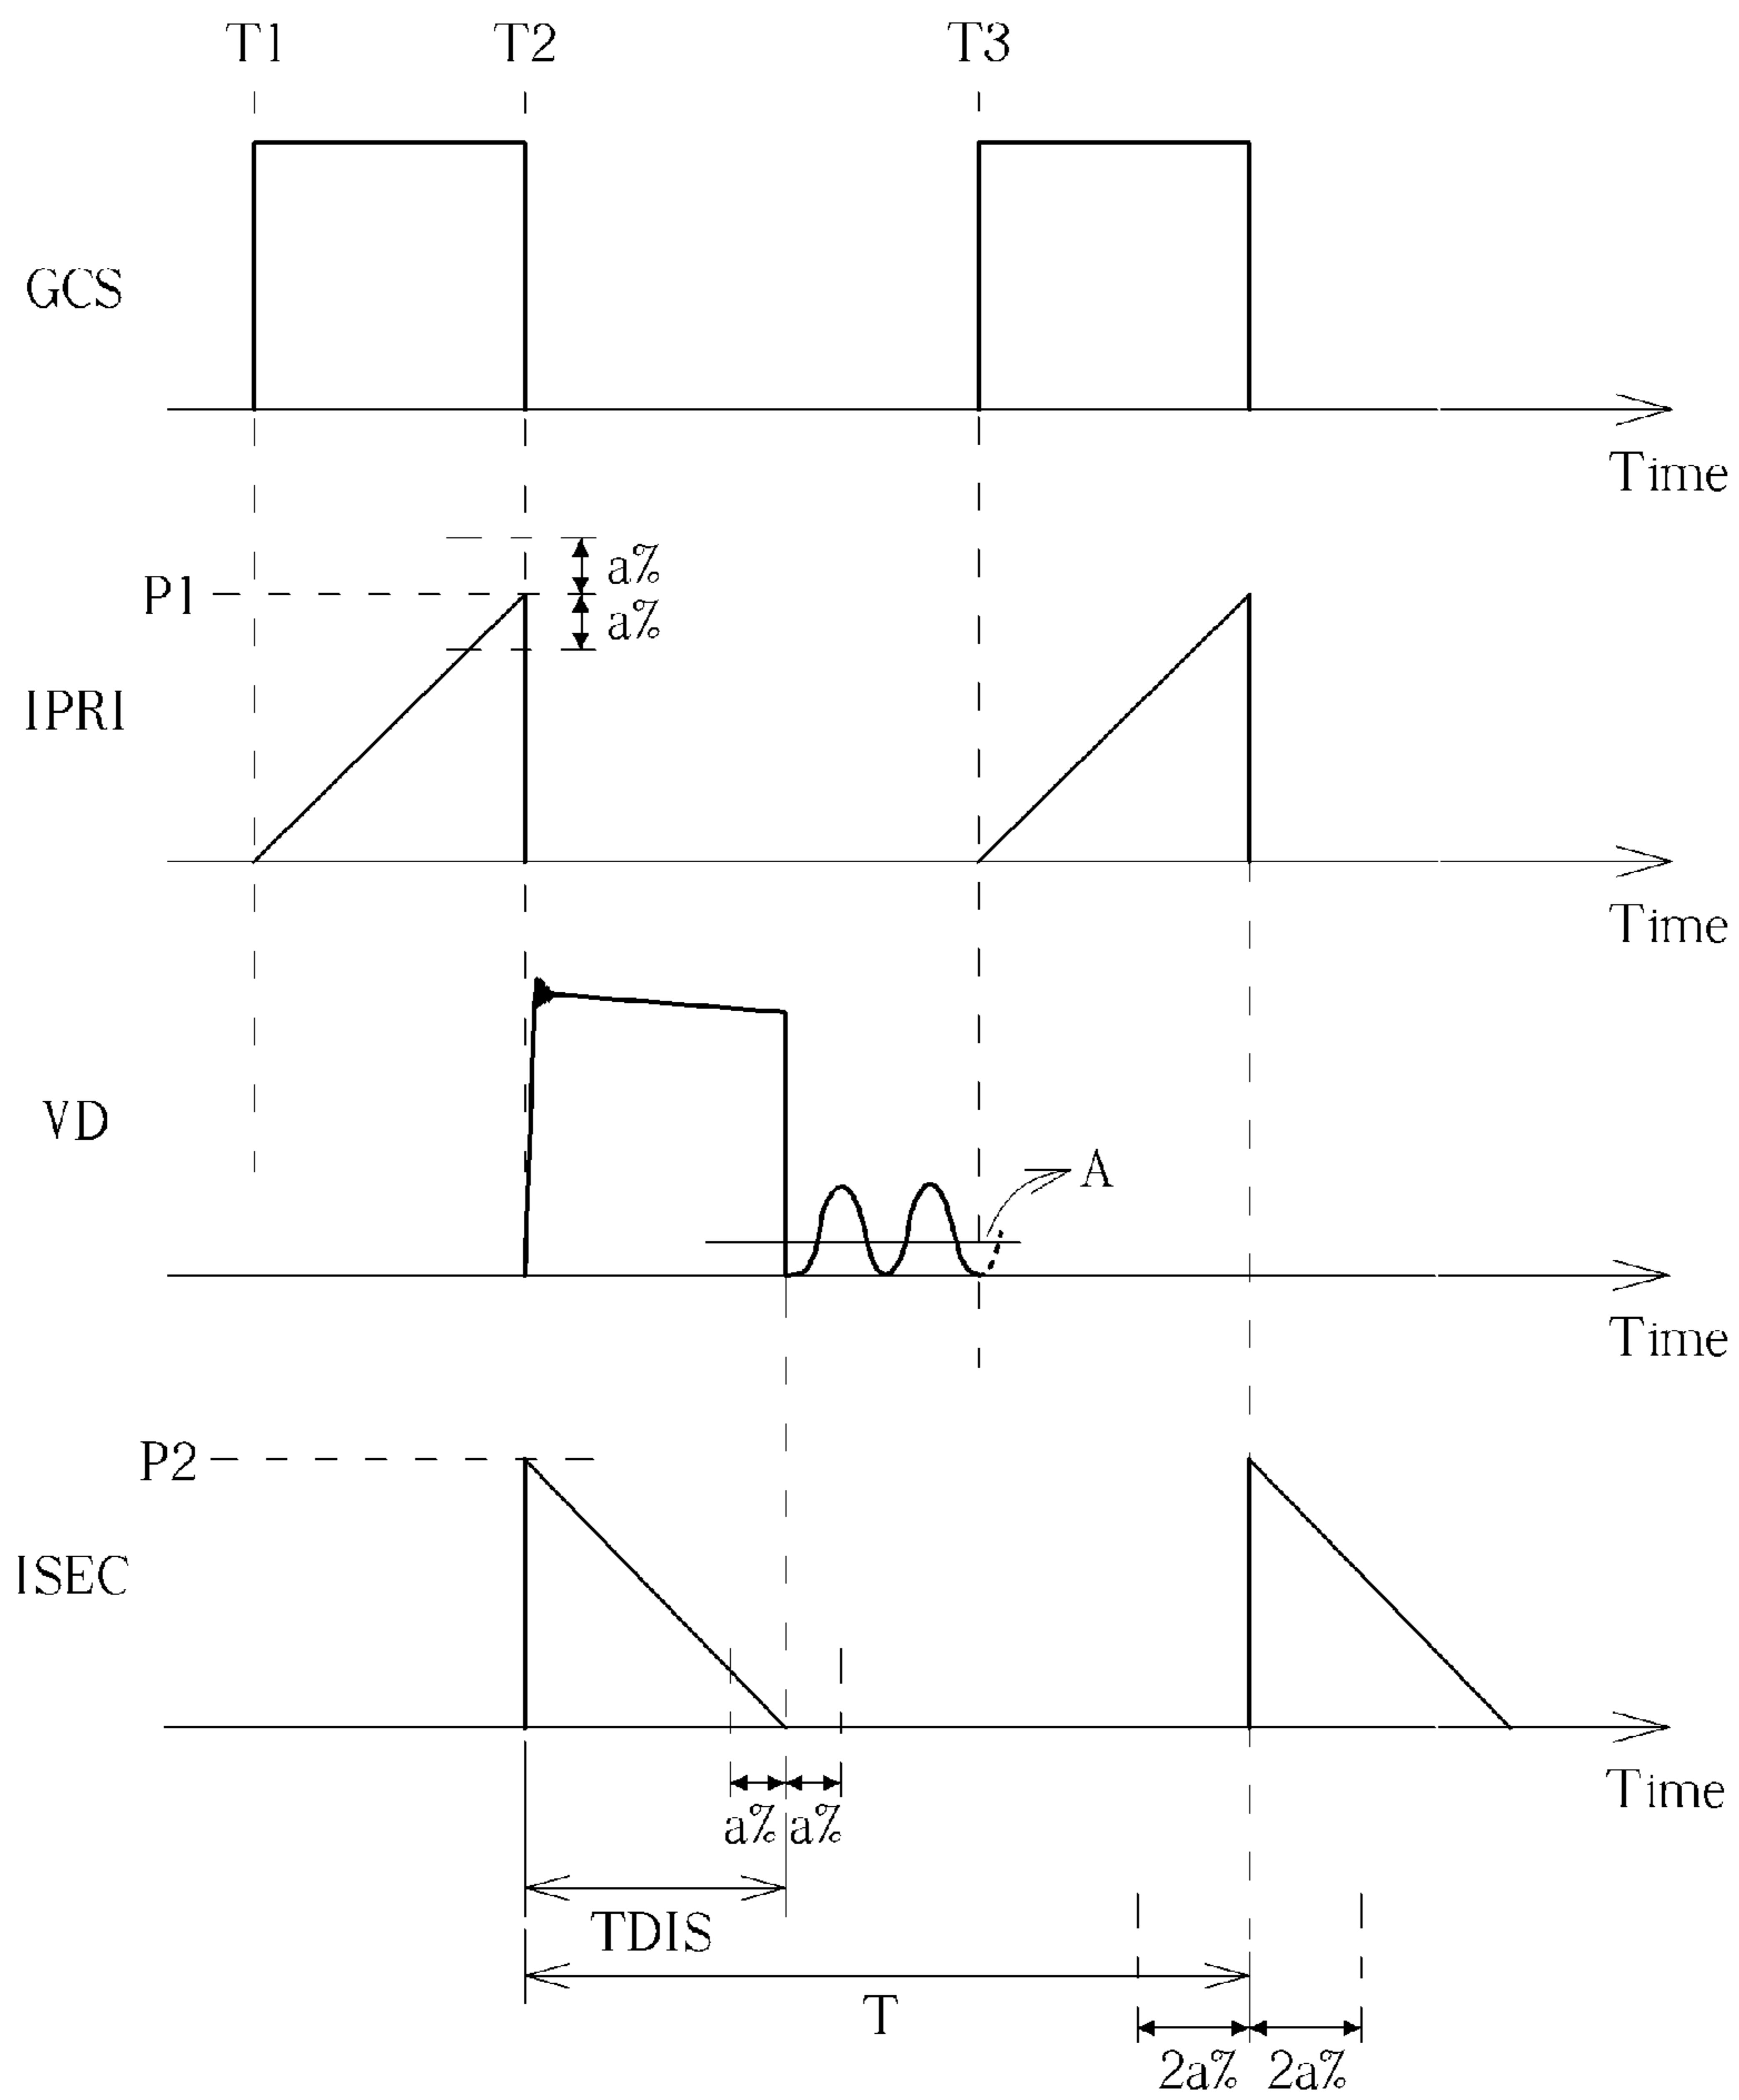 T1 T2 T3
GCS
Time
a%
P1
a%
IPRI
Time
VD
A
Time
P2
ISEC
Time
a% a%
TDIS
T
2a% 2a%